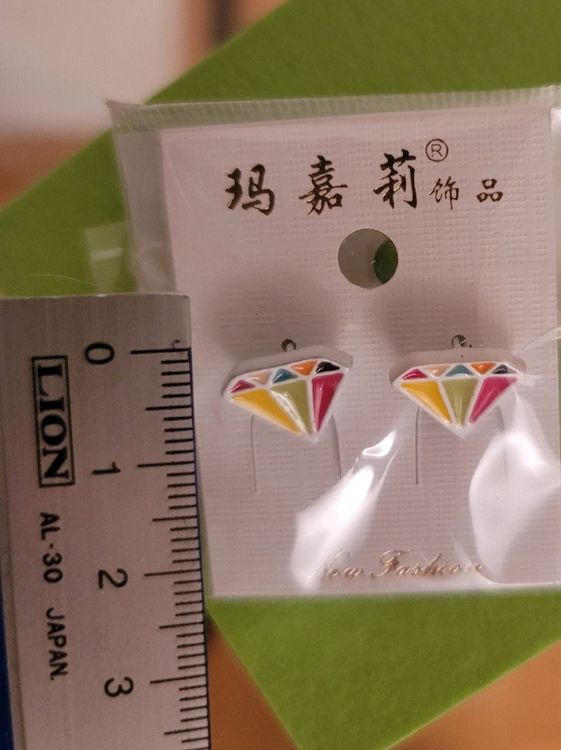 玛嘉莉® 饰品
New Fashion
0
1
2
3
LION
AL-30 JAPAN.